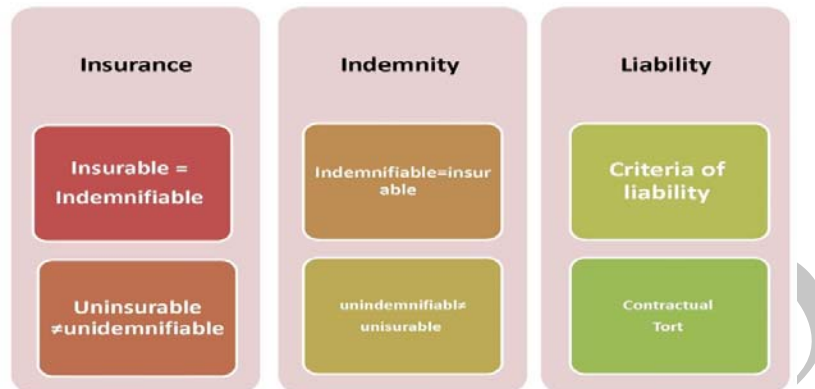 Insurance
Insurable =
Indemnifiable
Uninsurable
≠unidemnifiable
Indemnity
Indemnifiable=insur
able
unindemnifiabl≠
unisurable
Liability
Criteria of
liability
Contractual
Tort